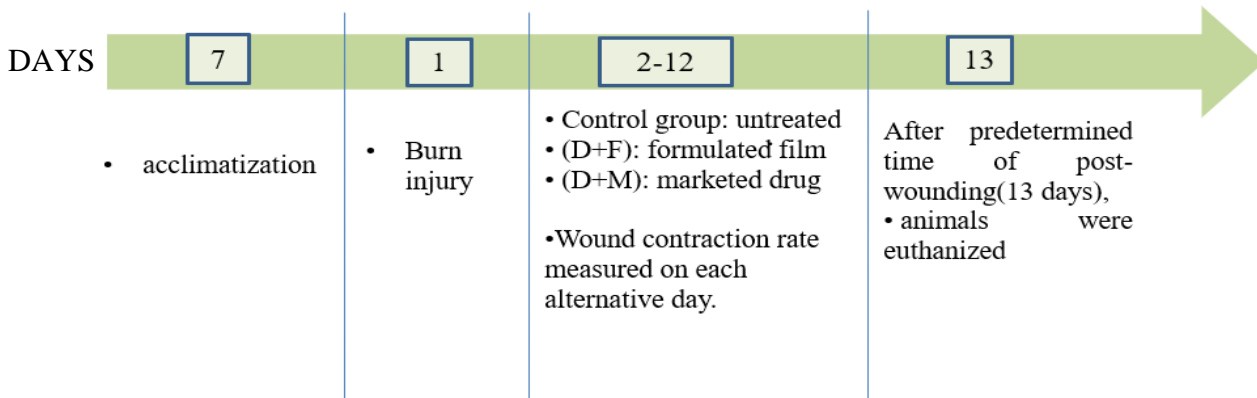 DAYS
7
1
2-12
13
• acclimatization
• Burn
injury
• Control group: untreated
• (D+F): formulated film
• (D+M): marketed drug
•Wound contraction rate
measured on each
alternative day.
After predetermined
time of post-
wounding(13 days),
• animals were
euthanized